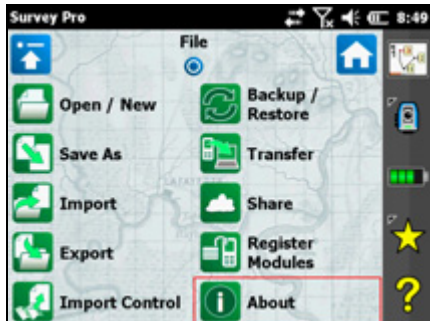 Survey Pro 8:49
File
Open / New
Backup /
Restore
Save As
Transfer
Import
Share
Export
Register
Modules
Import Control
About